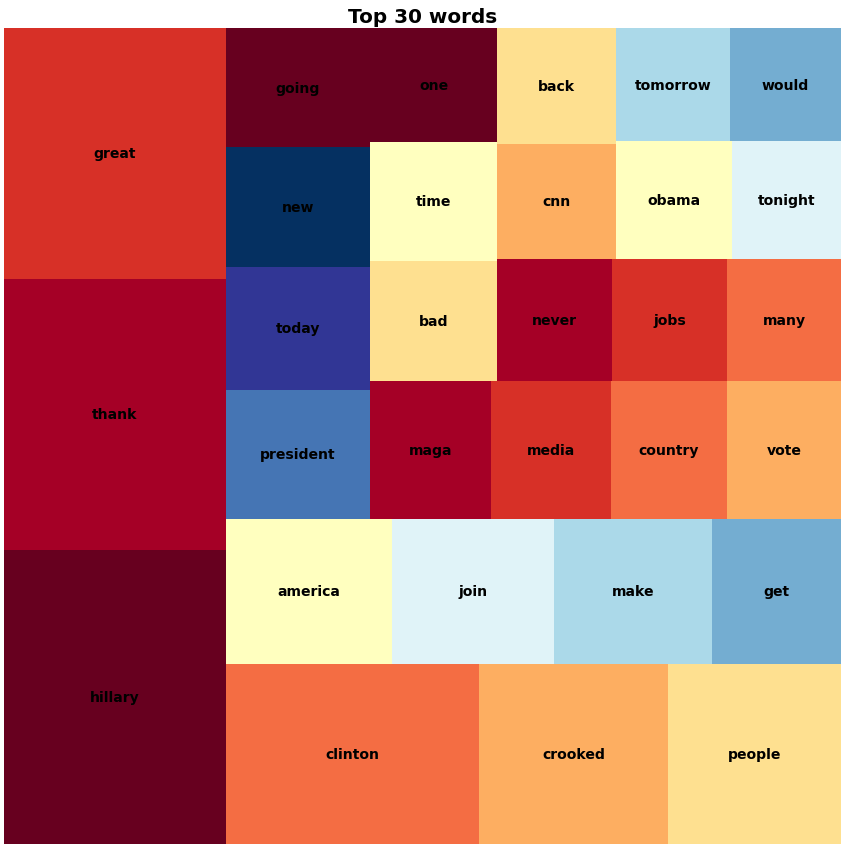 Top 30 words
great
going
one
back
tomorrow
would
new
time
cnn
obama
tonight
today
bad
never
jobs
many
thank
president
maga
media
country
vote
america
join
make
get
hillary
clinton
crooked
people